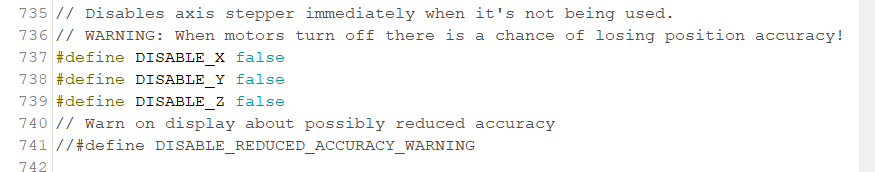 735 // Disables axis stepper immediately when it's not being used.
736 // WARNING: When motors turn off there is a chance of losing position accuracy!
737 #define DISABLE_X false
738 #define DISABLE_Y false
739 #define DISABLE_Z false
740 // Warn on display about possibly reduced accuracy
741 //#define DISABLE_REDUCED_ACCURACY_WARNING
742